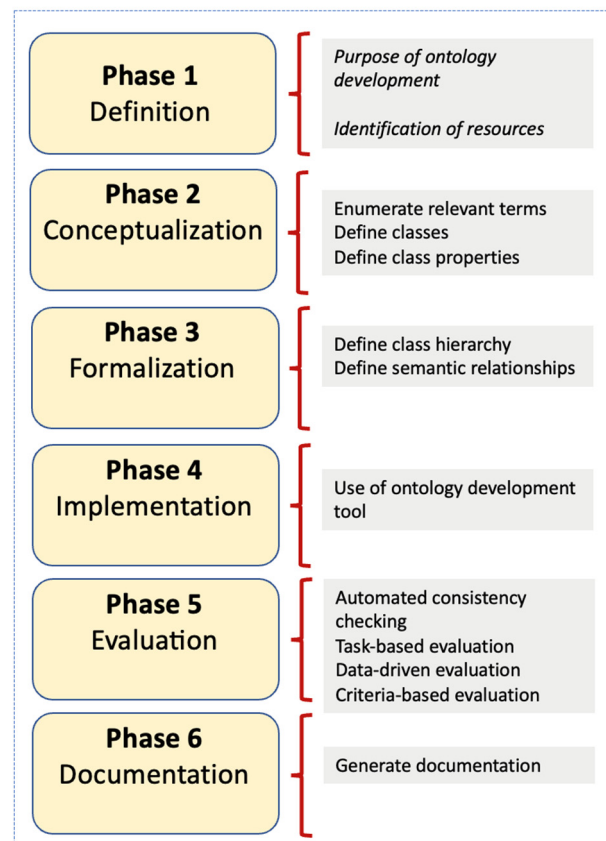 Phase 1
Definition
Purpose of ontology
development
Identification of resources
Phase 2
Conceptualization
Enumerate relevant terms
Define classes
Define class properties
Phase 3
Formalization
Define class hierarchy
Define semantic relationships
Phase 4
Implementation
Use of ontology development
tool
Phase 5
Evaluation
Automated consistency
checking
Task-based evaluation
Data-driven evaluation
Criteria-based evaluation
Phase 6
Documentation
Generate documentation